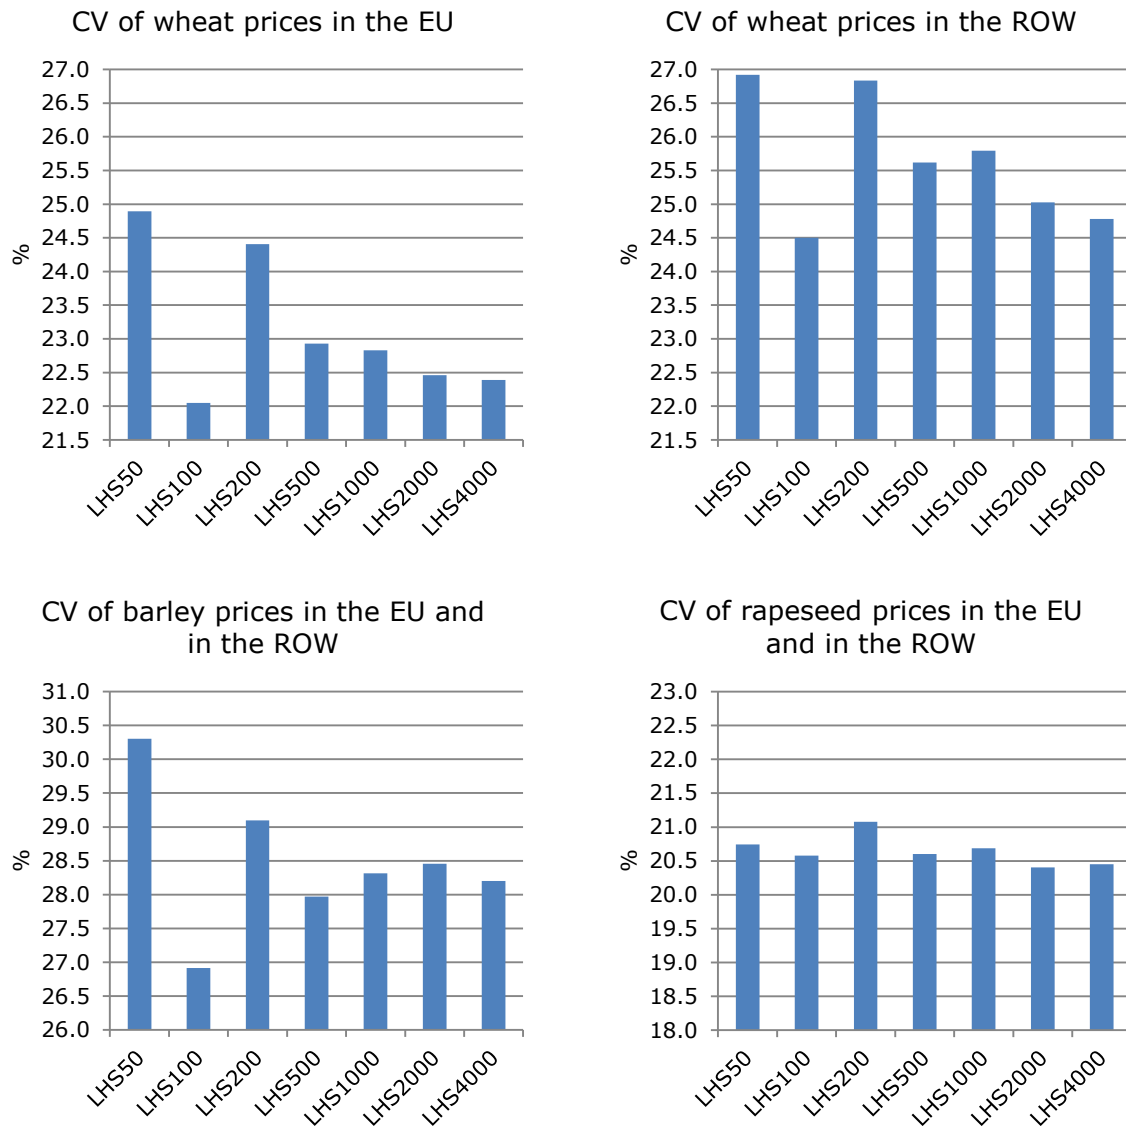 CV of wheat prices in the EU
%
27.0
26.5
26.0
25.5
25.0
24.5
24.0
23.5
23.0
22.5
22.0
21.5
LHS50
LHS100
LHS200
LHS500
LHS1000
LHS2000
LHS4000
CV of wheat prices in the ROW
%
27.0
26.5
26.0
25.5
25.0
24.5
24.0
23.5
23.0
22.5
22.0
21.5
LHS50
LHS100
LHS200
LHS500
LHS1000
LHS2000
LHS4000
CV of barley prices in the EU and
in the ROW
%
31.0
30.5
30.0
29.5
29.0
28.5
28.0
27.5
27.0
26.5
26.0
LHS50
LHS100
LHS200
LHS500
LHS1000
LHS2000
LHS4000
CV of rapeseed prices in the EU
and in the ROW
%
23.0
22.5
22.0
21.5
21.0
20.5
20.0
19.5
19.0
18.5
18.0
LHS50
LHS100
LHS200
LHS500
LHS1000
LHS2000
LHS4000